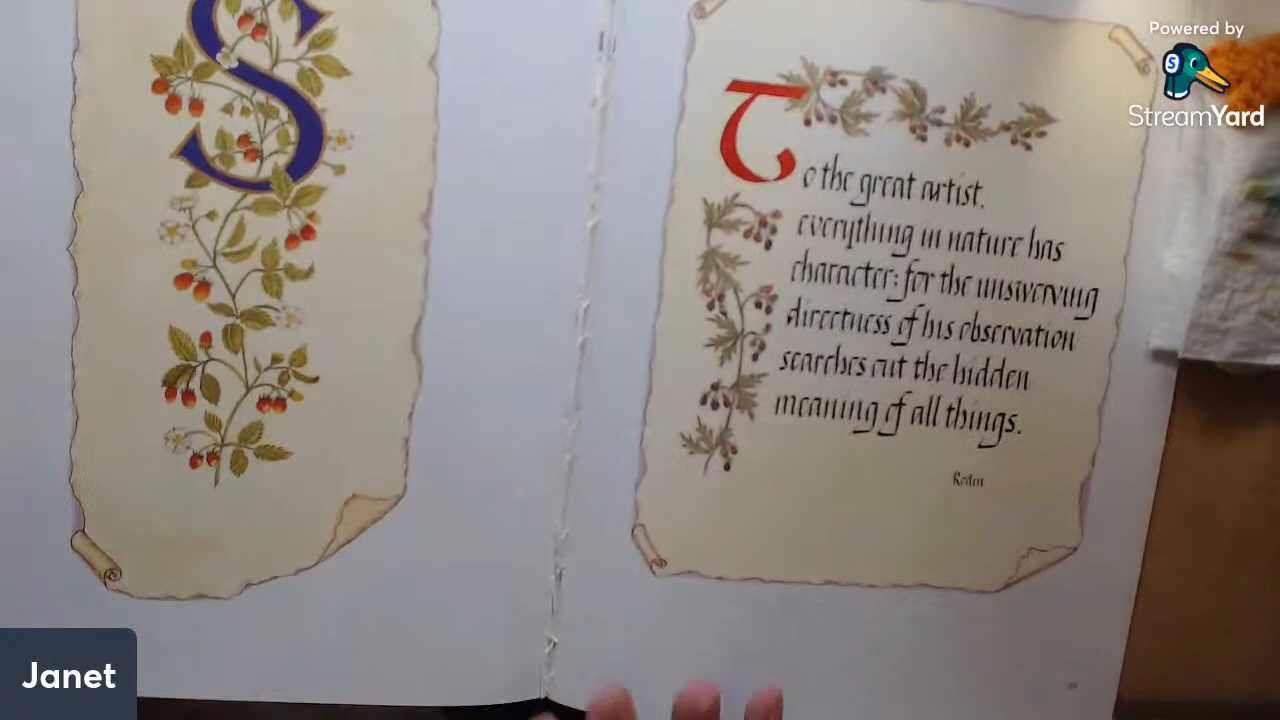 Powered by
StreamYard
S
To the great artist,
everything in nature has
character: for the unswerving
directness of his observation
searches out the hidden
meaning of all things.
Rodin
Janet